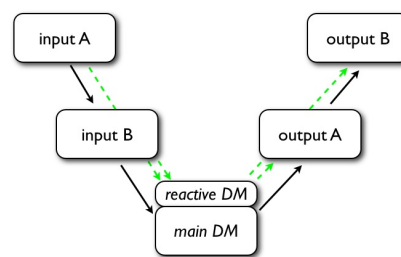 input A
output B
input B
output A
reactive DM
main DM